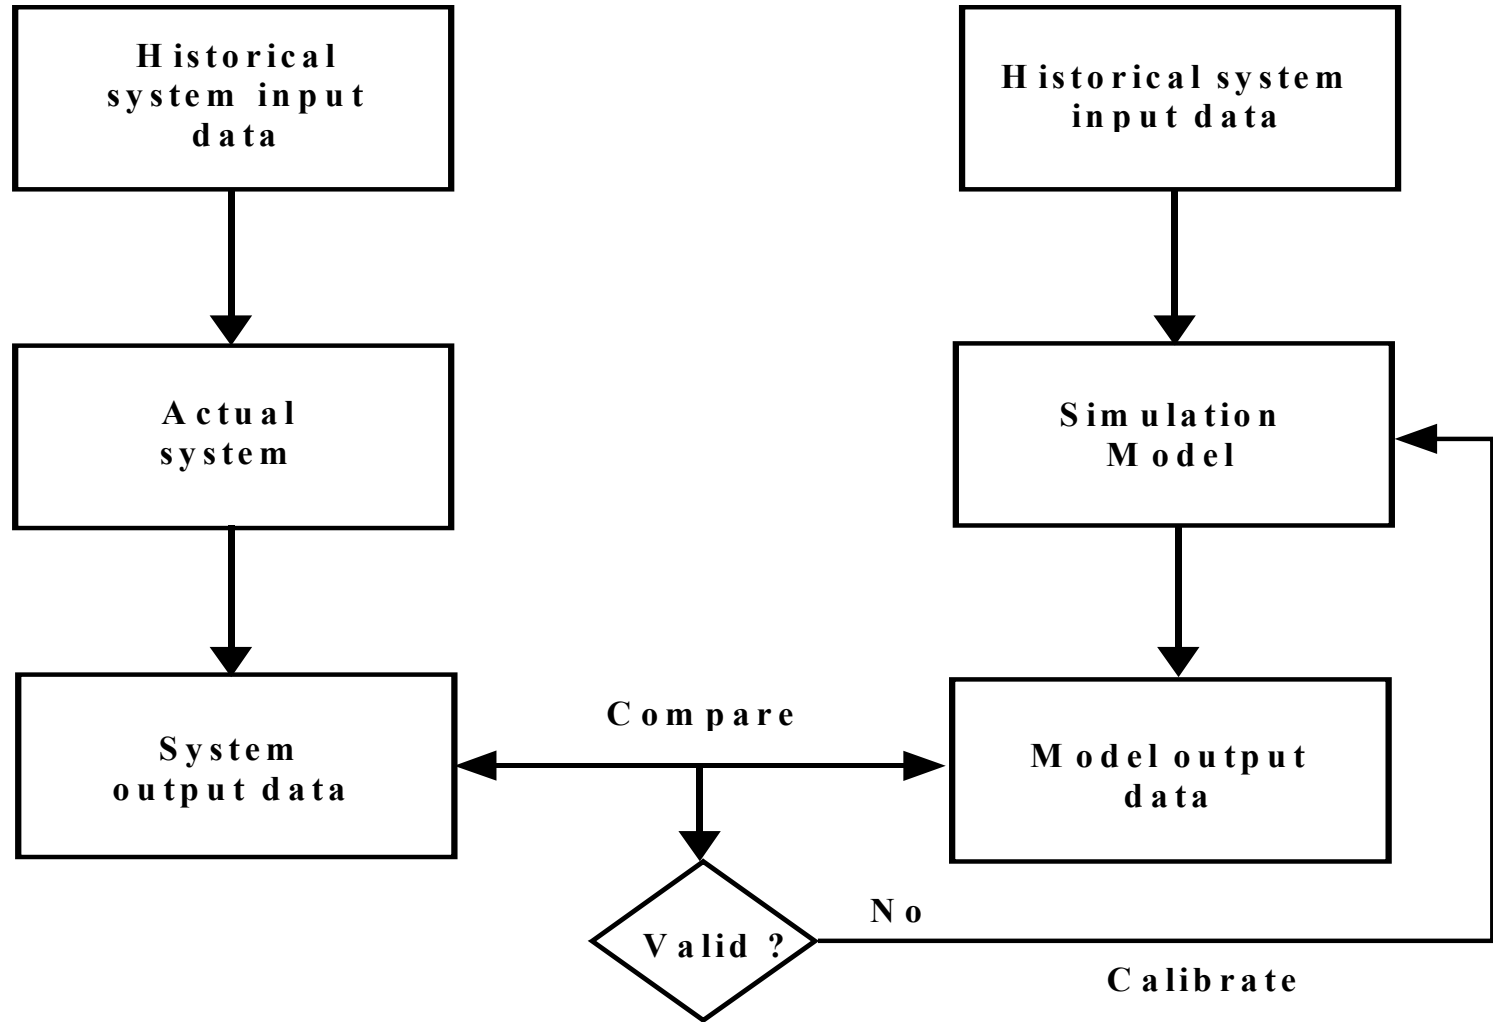 Historical
system input
data
Historical system
input data
Actual
system
Simulation
Model
System
output data
Compare
Model output
data
Valid ?
No
Calibrate